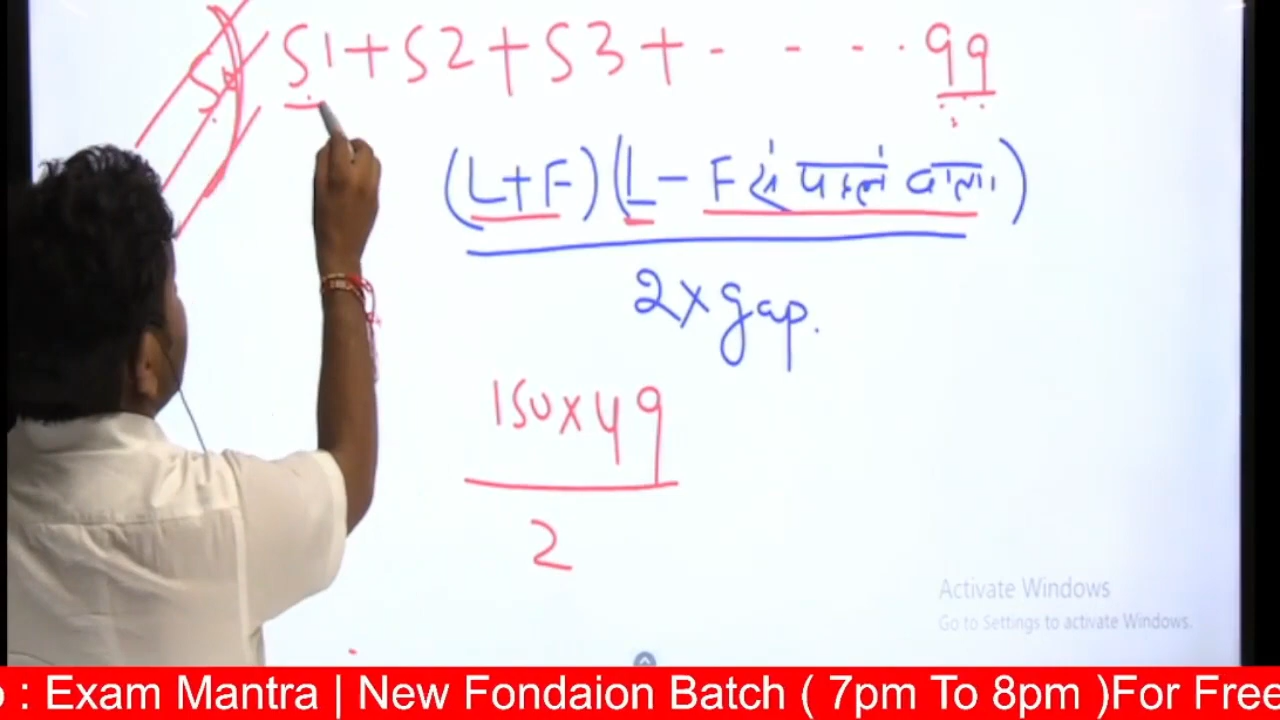 51+52+53+- - - - .99
(L+F)(L-F से पहले वाला)
2×gap.
150×49
2
Activate Windows
Go to Settings to activate Windows.
: Exam Mantra | New Fondaion Batch ( 7pm To 8pm )For Free